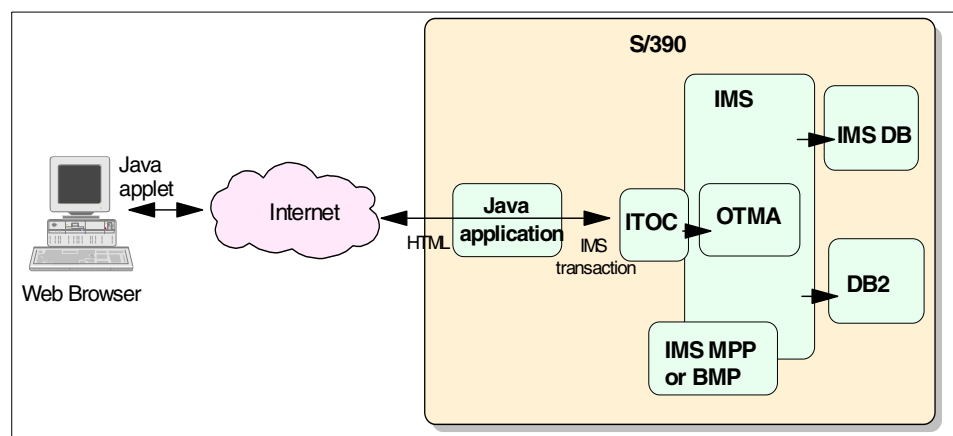 S/390
IMS
IMS DB
Java
applet
Internet
Java
application
HTML
IMS
transaction
ITOC
OTMA
Web Browser
DB2
IMS MPP
or BMP